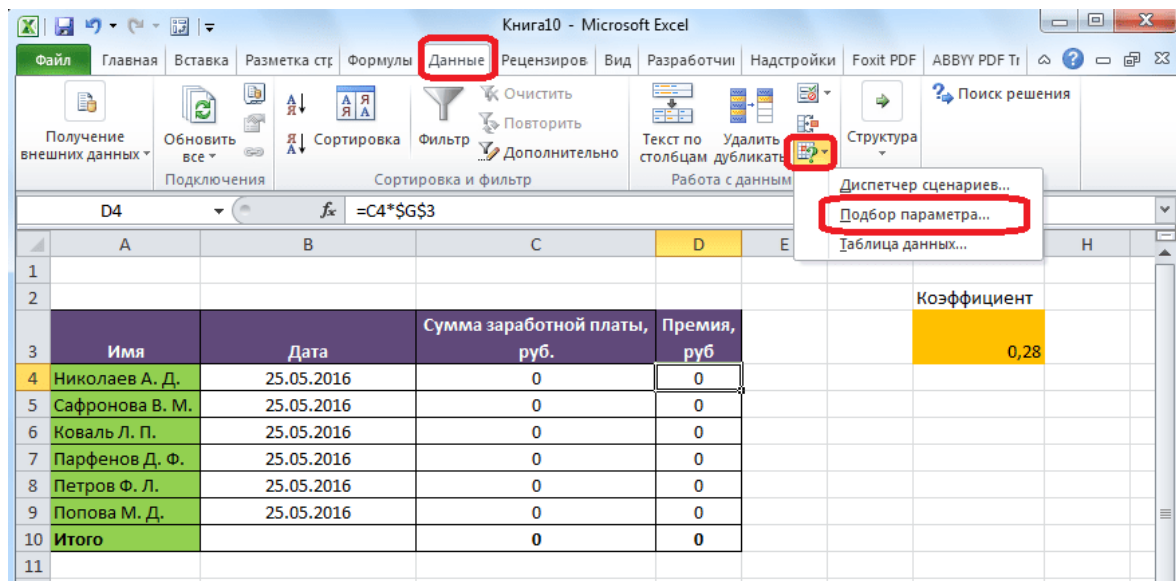 Книга10 - Microsoft Excel
Файл Главная Вставка Разметка стр Формулы Данные Рецензиров Вид Разработчи Надстройки Foxit PDF ABBYY PDF Tr
Получение внешних данных
Обновить все
Подключения
Сортировка
Фильтр
Очистить
Повторить
Дополнительно
Сортировка и фильтр
Текст по столбцам
Удалить дубликаты
Работа с данным
Структура
Поиск решения
Диспетчер сценариев...
Подбор параметра...
Таблица данных...
D4 fx =C4*$G$3
A B C D E H
1
2 Коэффициент
3 Имя Дата Сумма заработной платы, руб. Премия, руб 0,28
4 Николаев А. Д. 25.05.2016 0 0
5 Сафронова В. М. 25.05.2016 0 0
6 Коваль Л. П. 25.05.2016 0 0
7 Парфенов Д. Ф. 25.05.2016 0 0
8 Петров Ф. Л. 25.05.2016 0 0
9 Попова М. Д. 25.05.2016 0 0
10 Итого 0 0
11